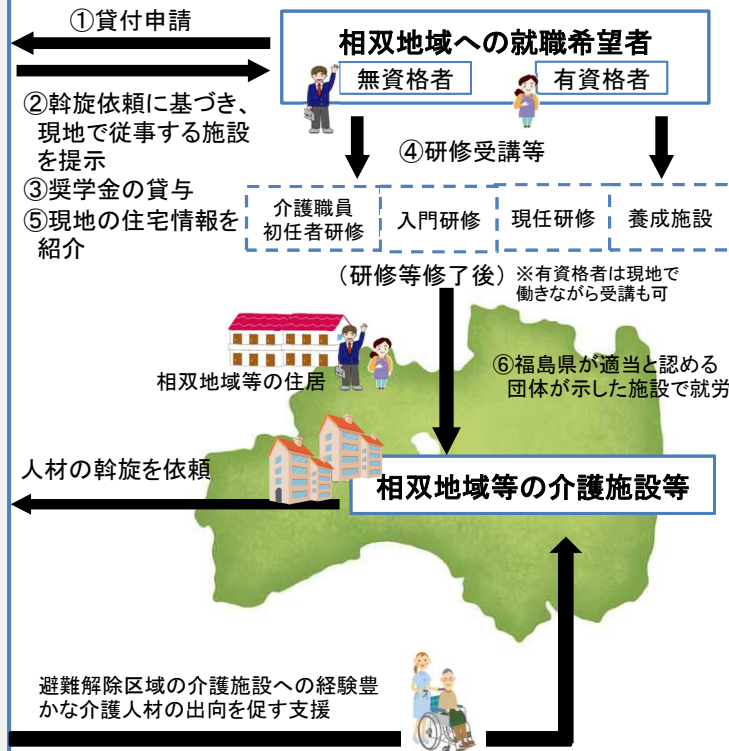 ①貸付申請
相双地域への就職希望者
無資格者
有資格者
②幹旋依頼に基づき、
現地で従事する施設
を提示
③奨学金の貸与
⑤現地の住宅情報を
紹介
④研修受講等
介護職員
初任者研修
入門研修
現任研修
養成施設
(研修等修了後)
※有資格者は現地で
働きながら受講も可
相双地域等の住居
⑥福島県が適当と認める
団体が示した施設で就労
人材の斡旋を依頼
相双地域等の介護施設等
避難解除区域の介護施設への経験豊
かな介護人材の出向を促す支援